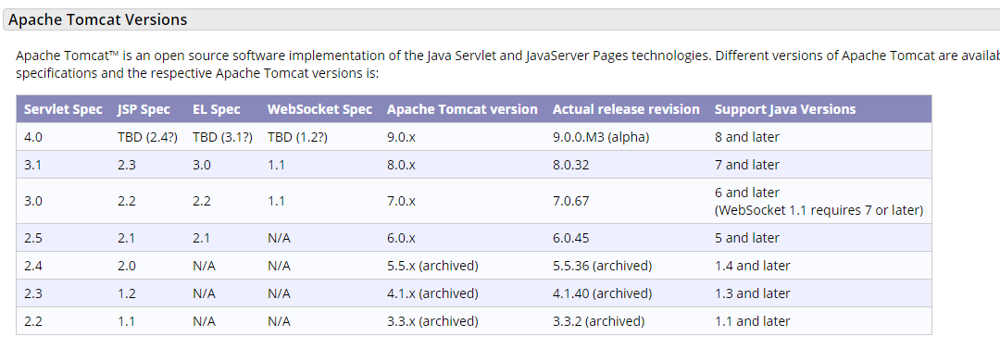 Apache Tomcat Versions
Apache Tomcat™ is an open source software implementation of the Java Servlet and JavaServer Pages technologies. Different versions of Apache Tomcat are
specifications and the respective Apache Tomcat versions is:
Servlet Spec JSP Spec EL Spec WebSocket Spec Apache Tomcat version Actual release revision Support Java Versions
4.0 TBD (2.4?) TBD (3.1?) TBD (1.2?) 9.0.x 9.0.0.M3 (alpha) 8 and later
3.1 2.3 3.0 1.1 8.0.x 8.0.32 7 and later
3.0 2.2 2.2 1.1 7.0.x 7.0.67 6 and later
(WebSocket 1.1 requires 7 or later)
2.5 2.1 2.1 N/A 6.0.x 6.0.45 5 and later
2.4 2.0 N/A N/A 5.5.x (archived) 5.5.36 (archived) 1.4 and later
2.3 1.2 N/A N/A 4.1.x (archived) 4.1.40 (archived) 1.3 and later
2.2 1.1 N/A N/A 3.3.x (archived) 3.3.2 (archived) 1.1 and later